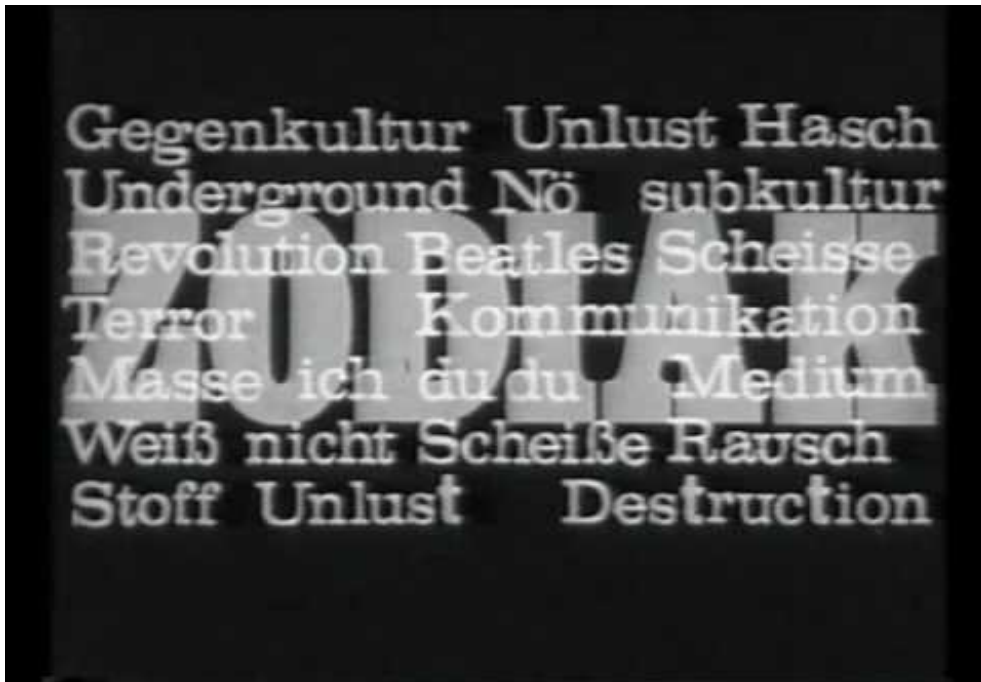 Gegenkultur Unlust Hasch
Underground Nö subkultur
ZODIAK
Revolution Beatles Scheisse
Terror Kommunikation
Masse ich du du Medium
Weiß nicht Scheiße Rausch
Stoff Unlust Destruction